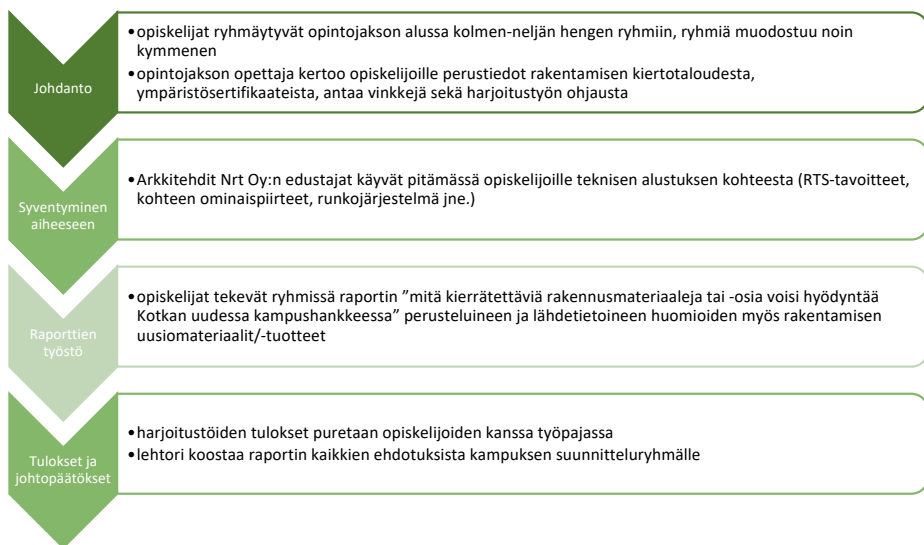 Johdanto
•opiskelijat ryhmäytyvät opintojakson alussa kolmen-neljän hengen ryhmiin, ryhmiä muodostuu noin
kymmenen
•opintojakson opettaja kertoo opiskelijoille perustiedot rakentamisen kiertotaloudesta,
ympäristösertifikaateista, antaa vinkkejä sekä harjoitustyön ohjausta
Syventyminen
aiheeseen
•Arkkitehdit Nrt Oy:n edustajat käyvät pitämässä opiskelijoille teknisen alustuksen kohteesta (RTS-tavoitteet,
kohteen ominaispiirteet, runkojärjestelmä jne.)
Raporttien
työstö
•opiskelijat tekevät ryhmissä raportin ”mitä kierrätettäviä rakennusmateriaaleja tai -osia voisi hyödyntää
Kotkan uudessa kampushankkeessa” perusteluineen ja lähdetietoineen huomioiden myös rakentamisen
uusiomateriaalit/-tuotteet
Tulokset ja
johtopäätökset
•harjoitustöiden tulokset puretaan opiskelijoiden kanssa työpajassa
•lehtori koostaa raportin kaikkien ehdotuksista kampuksen suunnitteluryhmälle